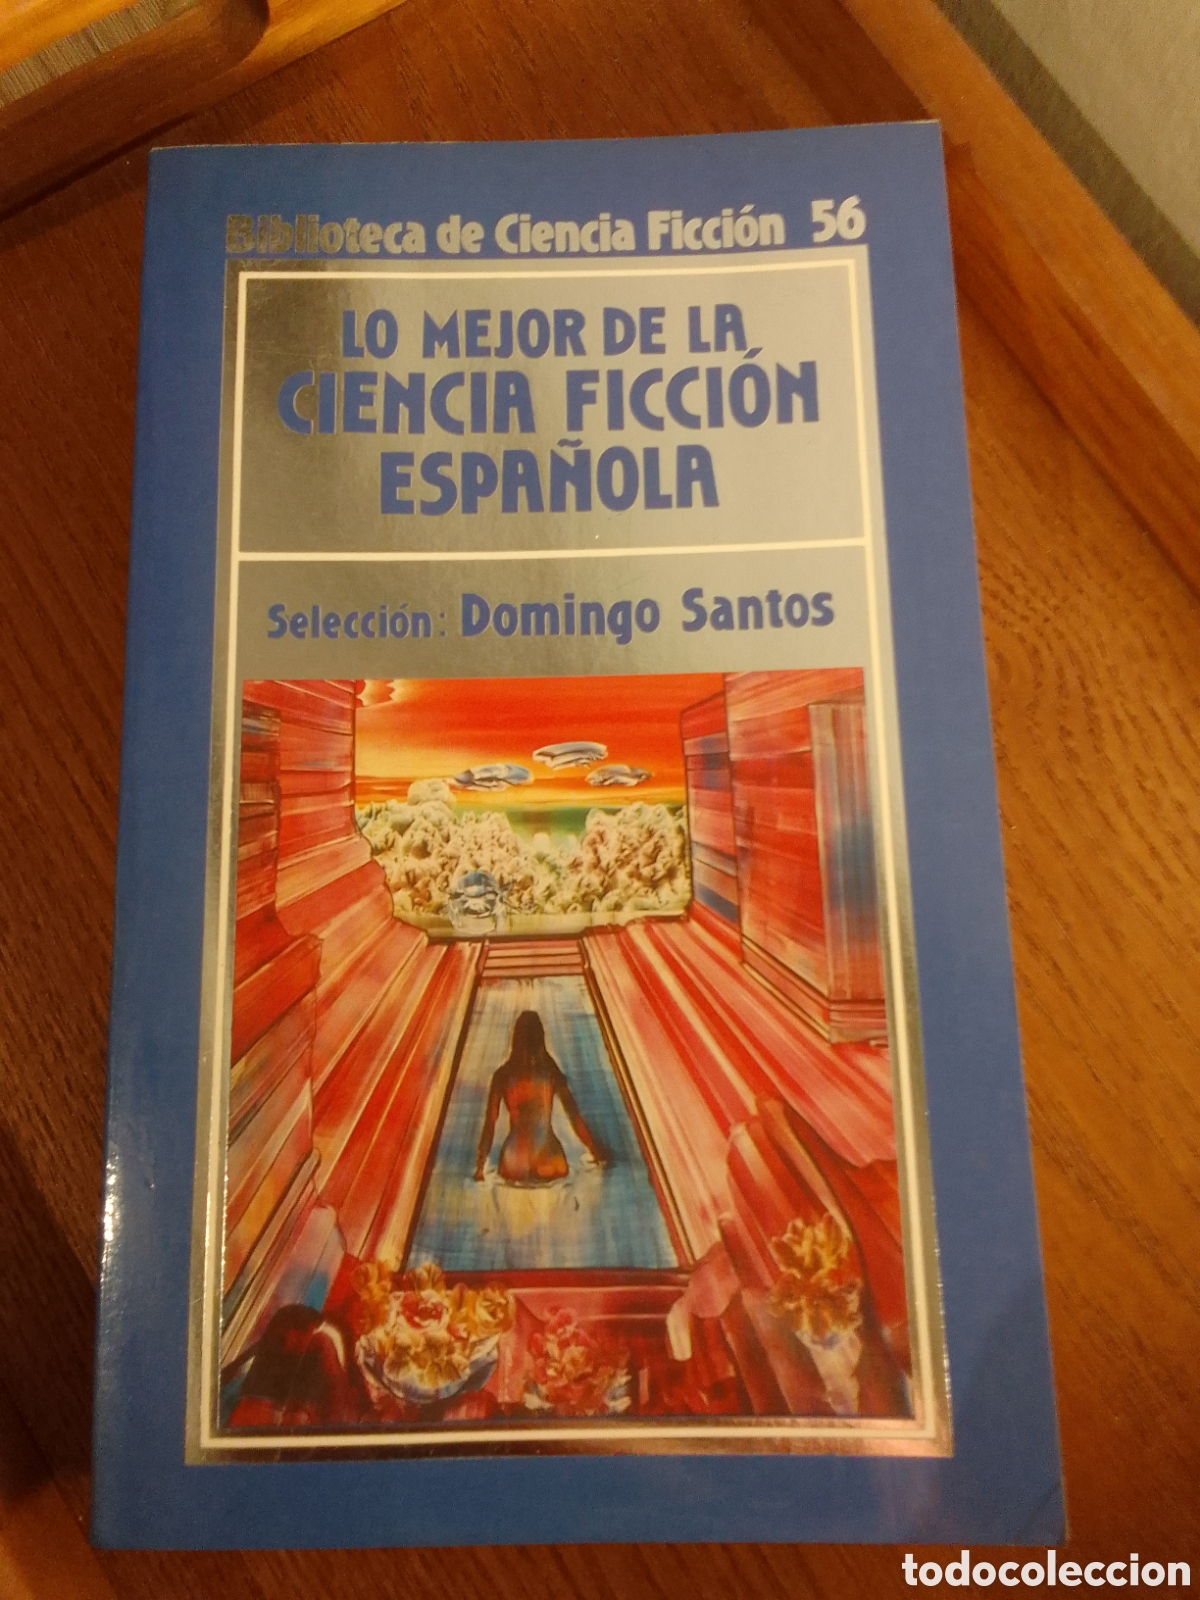 Biblioteca de Ciencia Ficción 56
LO MEJOR DE LA
CIENCIA FICCIÓN
ESPAÑOLA
Selección: Domingo Santos
todocoleccion